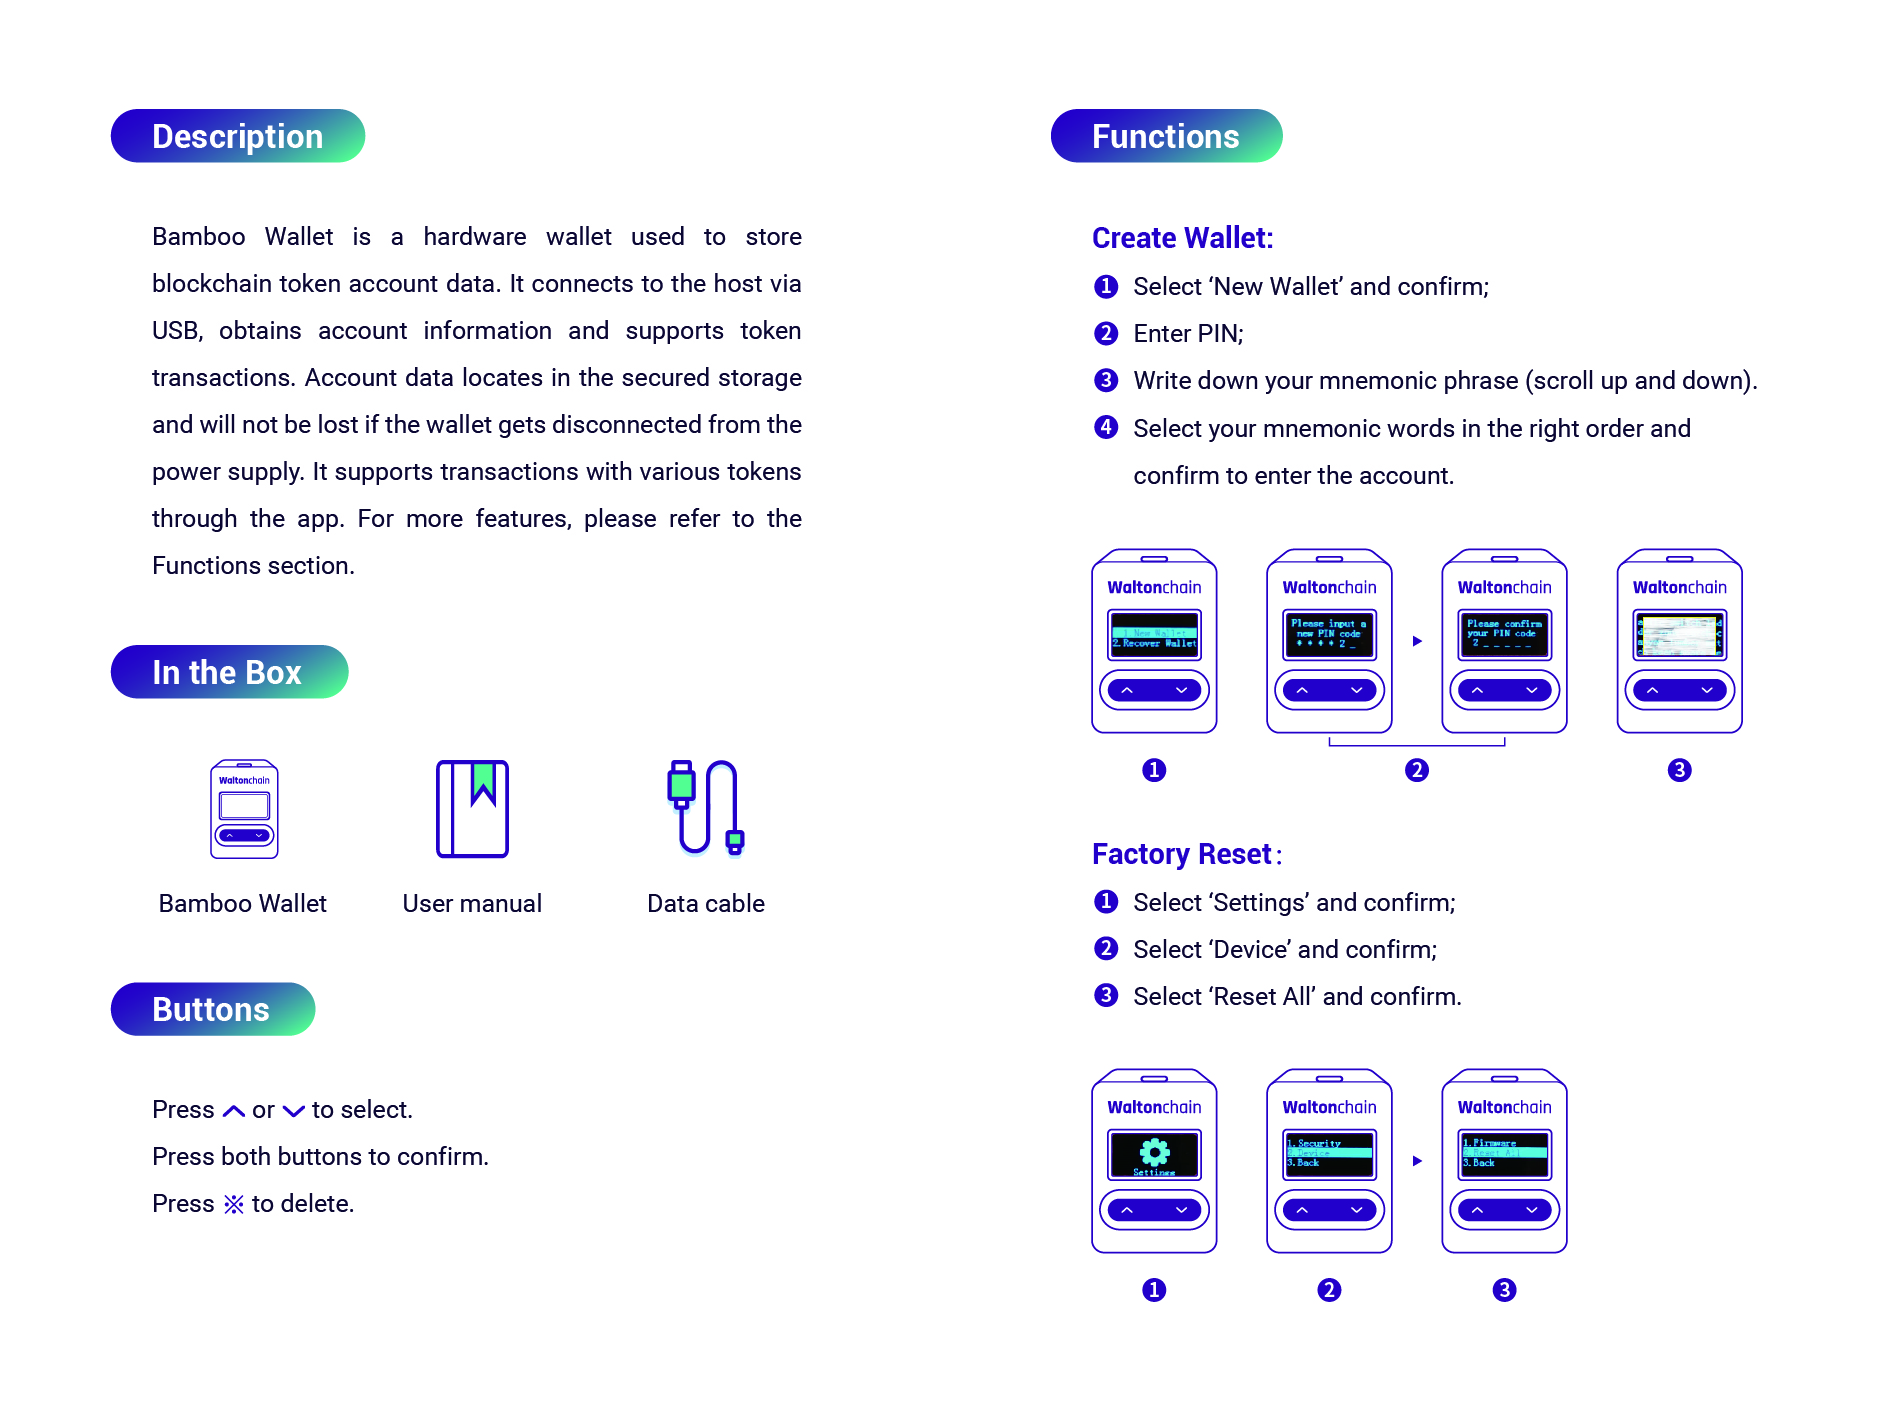 Description
Bamboo Wallet is a hardware wallet used to store
blockchain token account data. It connects to the host via
USB, obtains account information and supports token
transactions. Account data locates in the secured storage
and will not be lost if the wallet gets disconnected from the
power supply. It supports transactions with various tokens
through the app. For more features, please refer to the
Functions section.
In the Box
Waltonchain
Bamboo Wallet
User manual
Data cable
Buttons
Press ︿ or ﹀ to select.
Press both buttons to confirm.
Press ※ to delete.
Functions
Create Wallet:
1 Select ‘New Wallet’ and confirm;
2 Enter PIN;
3 Write down your mnemonic phrase (scroll up and down).
4 Select your mnemonic words in the right order and
confirm to enter the account.
Waltonchain
1.New Wallet
2.Recover Wallet
Waltonchain
Please input a
new PIN code
* * * * 2 _
Waltonchain
Please confirm
your PIN code
2 _ _ _ _ _
Waltonchain
1
2
3
Factory Reset:
1 Select ‘Settings’ and confirm;
2 Select ‘Device’ and confirm;
3 Select ‘Reset All’ and confirm.
Waltonchain
Settings
Waltonchain
1.Security
2.Device
3.Back
Waltonchain
1.Firmware
2.Reset All
3.Back
1
2
3